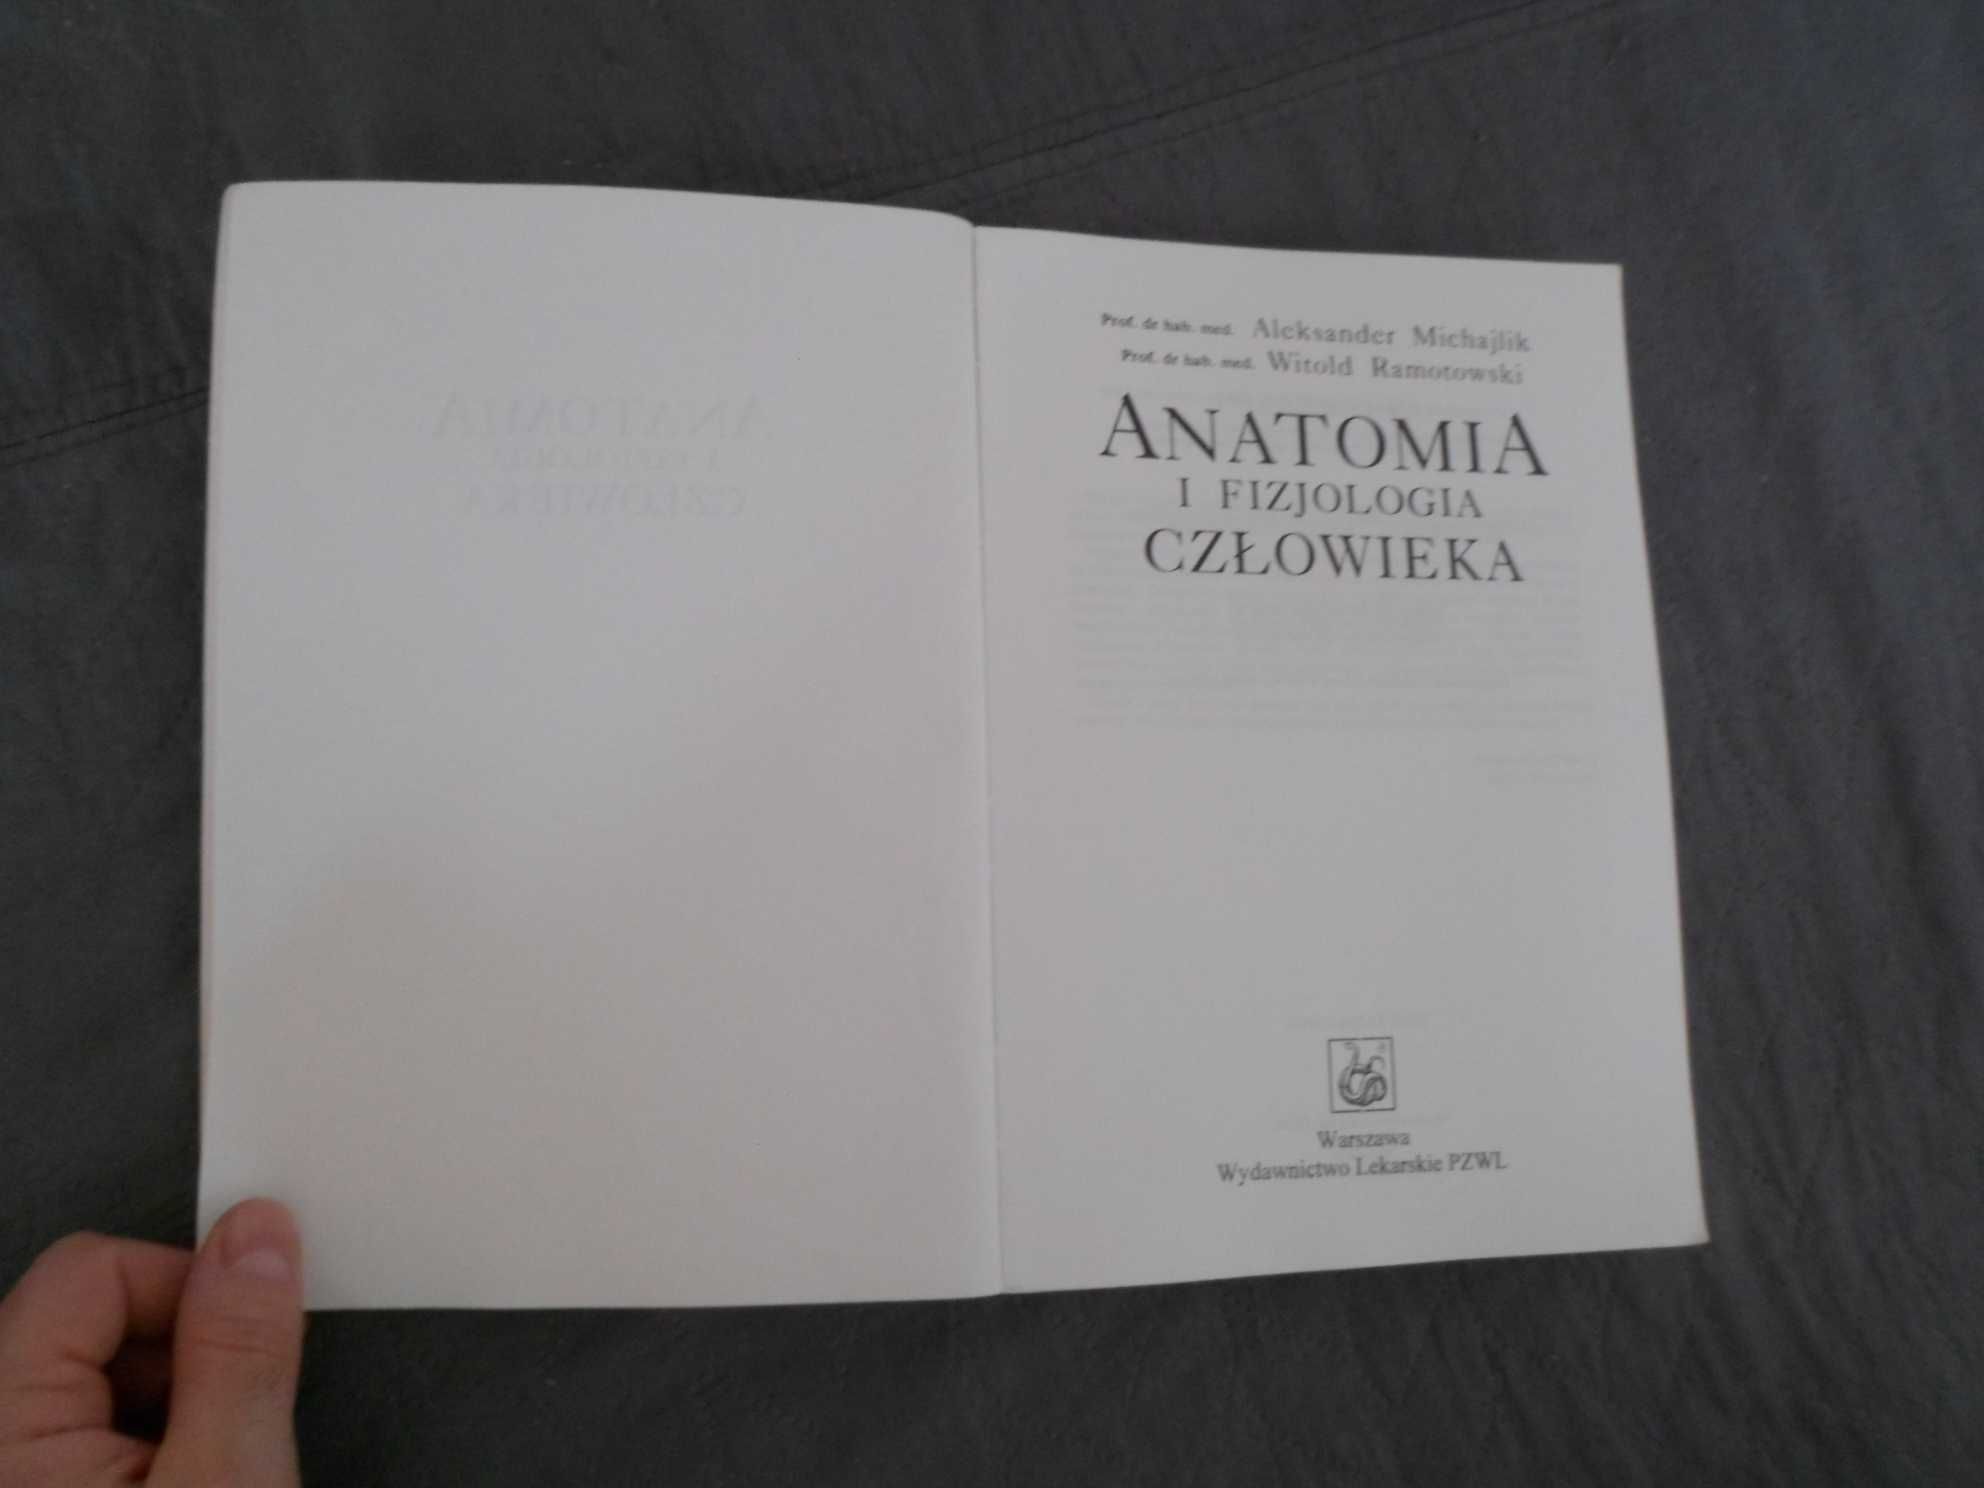 Prof. dr hab. med. Aleksander Michajlik
Prof. dr hab. med. Witold Ramotowski
ANATOMIA
I FIZJOLOGIA
CZŁOWIEKA
Warszawa
Wydawnictwo Lekarskie PZWL